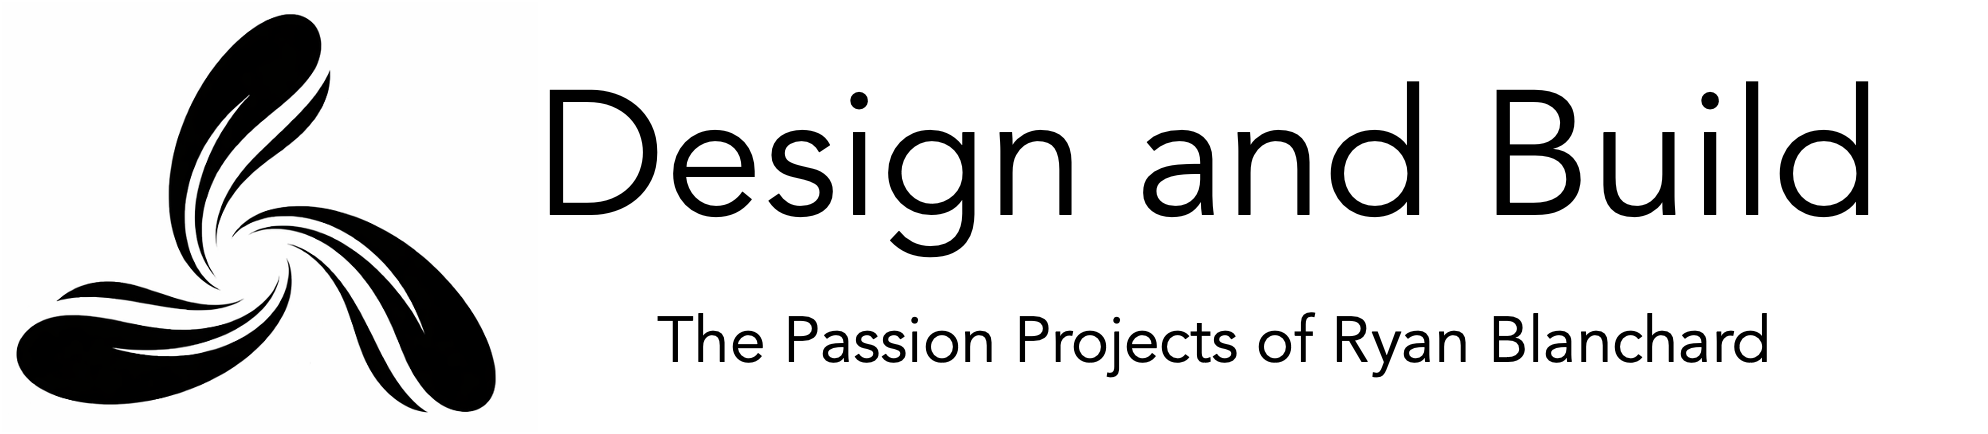 Design and Build
The Passion Projects of Ryan Blanchard